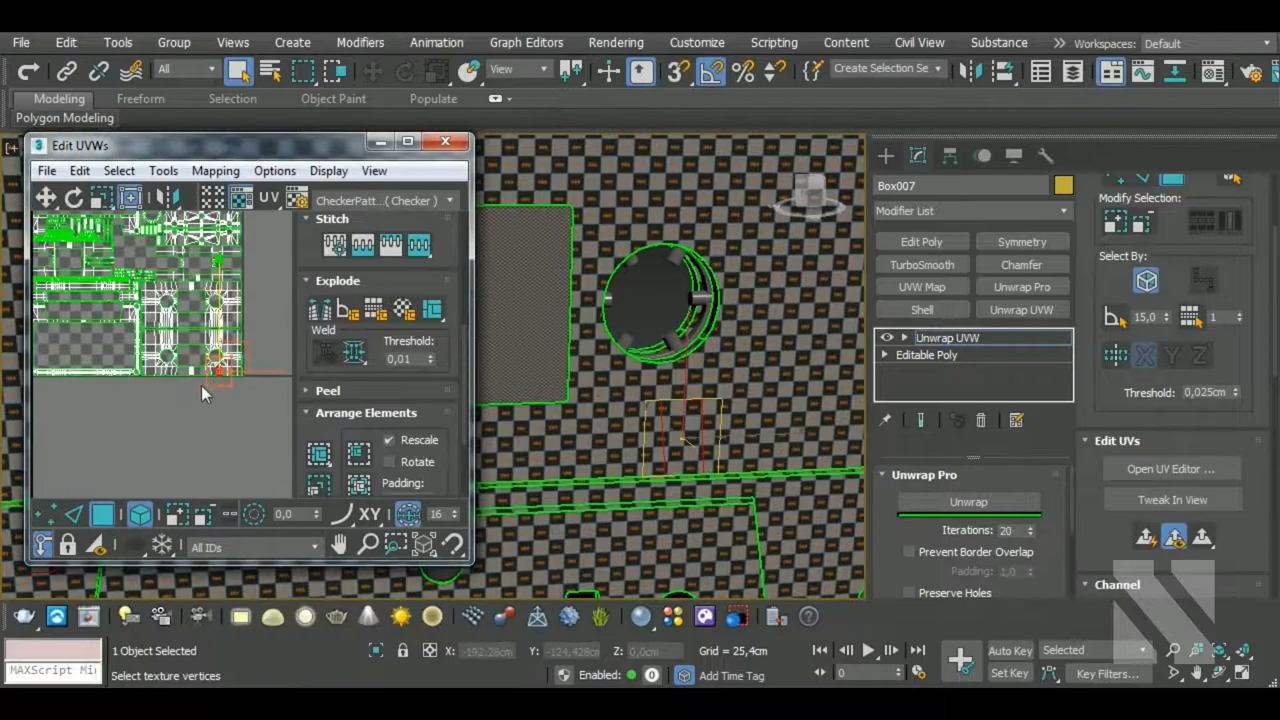 File Edit Tools Group Views Create Modifiers Animation Graph Editors Rendering Customize Scripting Content Civil View Substance Workspaces: Default
All View Create Selection Se
Modeling Freeform Selection Object Paint Populate
Polygon Modeling
[+]
Edit UVWs
File Edit Select Tools Mapping Options Display View
UV CheckerPatt...( Checker )
Stitch
Explode
Weld Threshold:
0,01
Peel
Arrange Elements
Rescale
Rotate
Padding:
0,0 XY 16
All IDs
Box007
Modifier List
Edit Poly Symmetry
TurboSmooth Chamfer
UVW Map Unwrap Pro
Shell Unwrap UVW
Unwrap UVW
Editable Poly
Unwrap Pro
Unwrap
Iterations: 20
Prevent Border Overlap
Padding: 1,0
Preserve Holes
Modify Selection:
Select By:
15,0 1
X Y Z
Threshold: 0,025cm
Edit UVs
Open UV Editor ...
Tweak In View
Channel
1 Object Selected X: -192,28cm Y: -124,428cm Z: 0,0cm Grid = 25,4cm Auto Key Selected
MAXScript Mi
Select texture vertices Enabled: 0 Add Time Tag 0 Set Key Key Filters...